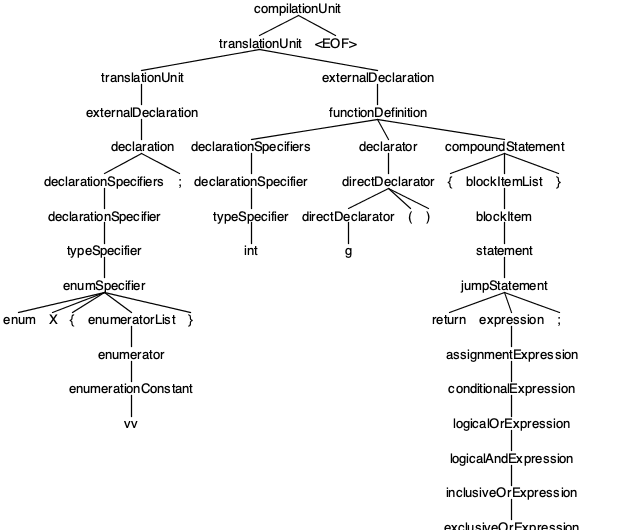 compilationUnit
translationUnit <EOF>
translationUnit externalDeclaration
externalDeclaration functionDefinition
declaration declarationSpecifiers declarator compoundStatement
declarationSpecifiers ; declarationSpecifier directDeclarator { blockItemList }
declarationSpecifier typeSpecifier directDeclarator ( ) blockItem
typeSpecifier int g statement
enumSpecifier jumpStatement
enum X { enumeratorList } return expression ;
enumerator assignmentExpression
enumerationConstant conditionalExpression
vv logicalOrExpression
logicalAndExpression
inclusiveOrExpression
exclusiveOrExpression